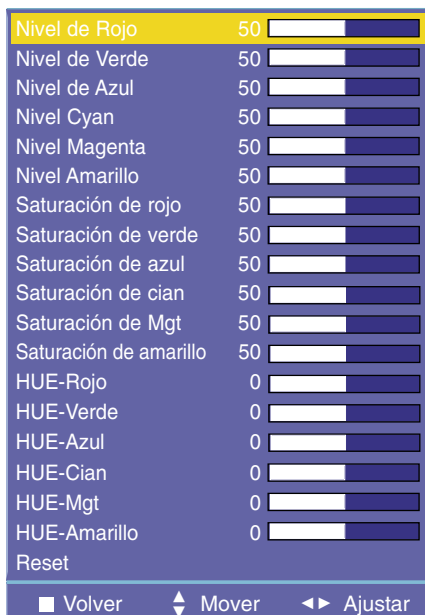 Nivel de Rojo 50
Nivel de Verde 50
Nivel de Azul 50
Nivel Cyan 50
Nivel Magenta 50
Nivel Amarillo 50
Saturación de rojo 50
Saturación de verde 50
Saturación de azul 50
Saturación de cian 50
Saturación de Mgt 50
Saturación de amarillo 50
HUE-Rojo 0
HUE-Verde 0
HUE-Azul 0
HUE-Cian 0
HUE-Mgt 0
HUE-Amarillo 0
Reset
Volver Mover Ajustar